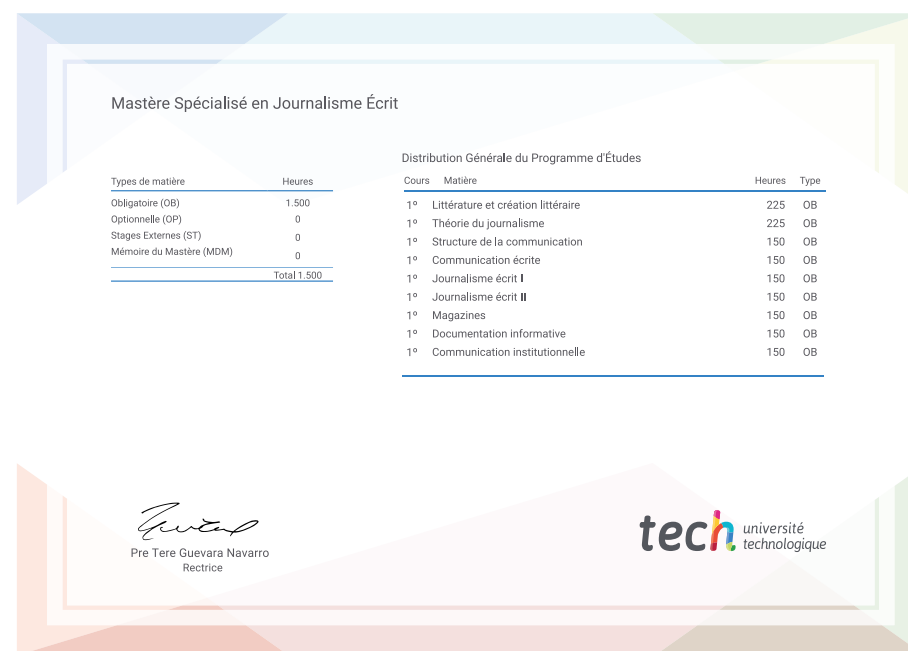 Mastère Spécialisé en Journalisme Écrit
Types de matière Heures
Obligatoire (OB) 1.500
Optionnelle (OP) 0
Stages Externes (ST) 0
Mémoire du Mastère (MDM) 0
Total 1.500
Distribution Générale du Programme d'Études
Cours Matière Heures Type
1º Littérature et création littéraire 225 OB
1º Théorie du journalisme 225 OB
1º Structure de la communication 150 OB
1º Communication écrite 150 OB
1º Journalisme écrit I 150 OB
1º Journalisme écrit II 150 OB
1º Magazines 150 OB
1º Documentation informative 150 OB
1º Communication institutionnelle 150 OB
Pre Tere Guevara Navarro
Rectrice
tech université
technologique